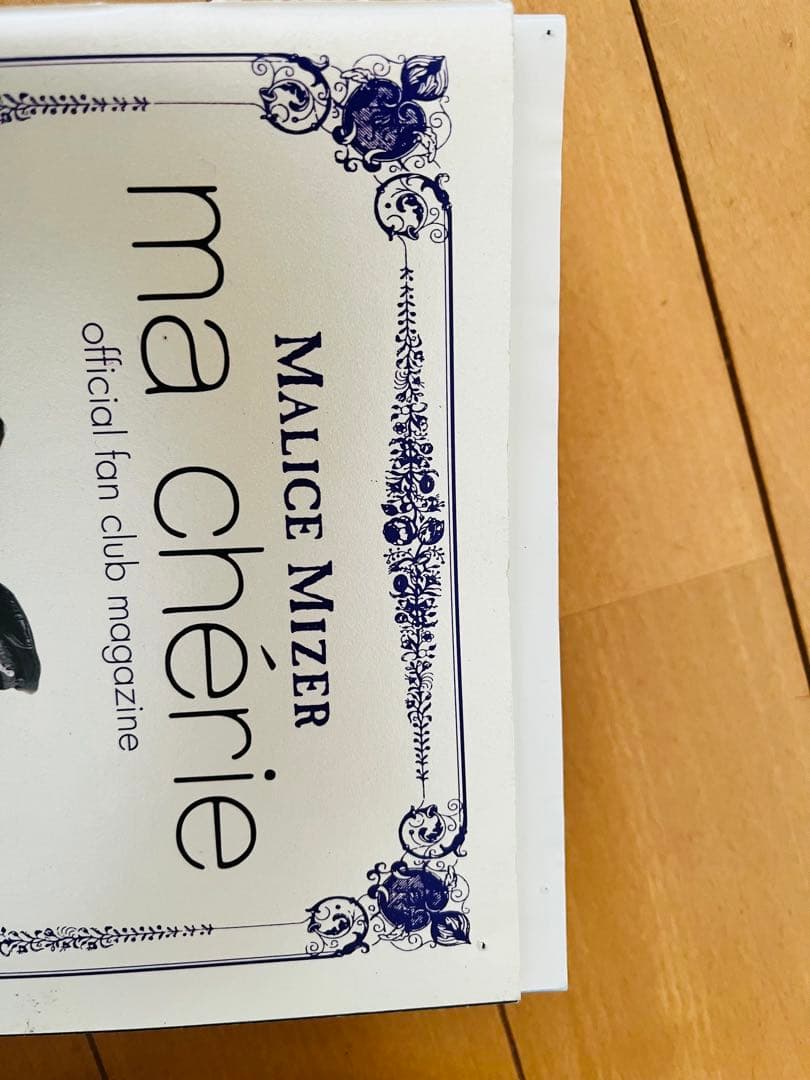 MALICE MIZER
ma chérie
official fan club magazine